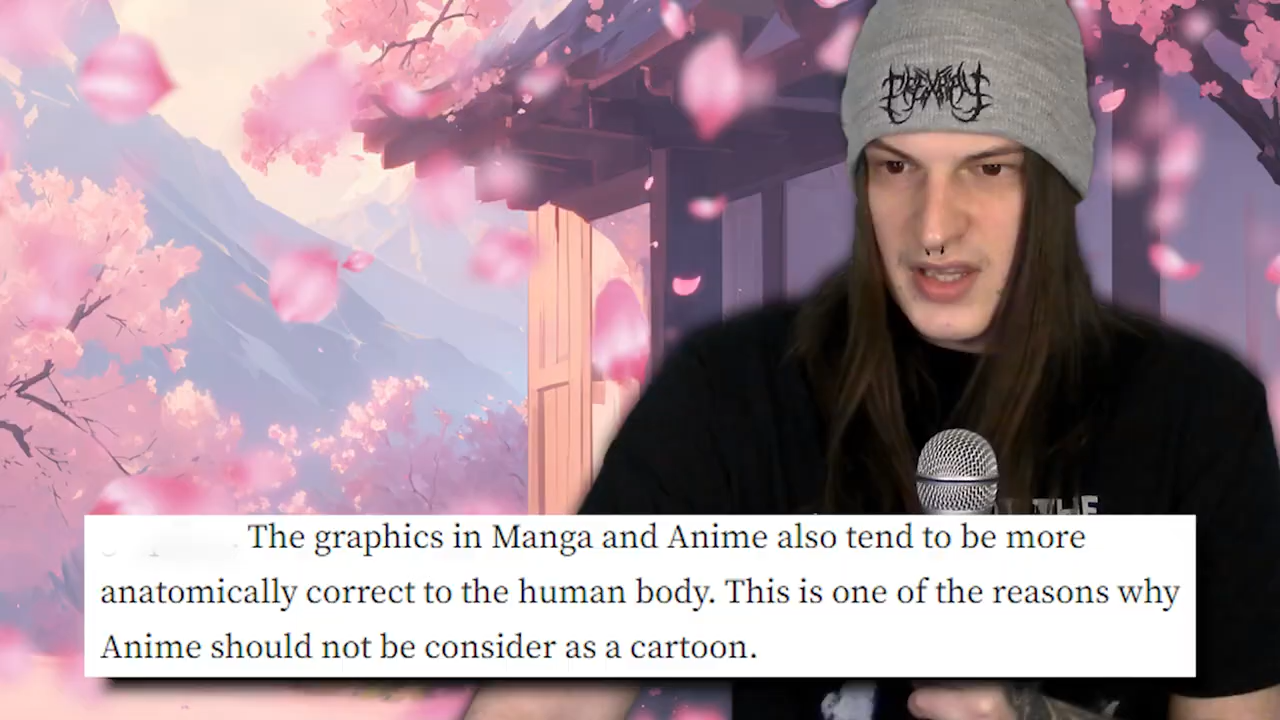 The graphics in Manga and Anime also tend to be more
anatomically correct to the human body. This is one of the reasons why
Anime should not be consider as a cartoon.
THE